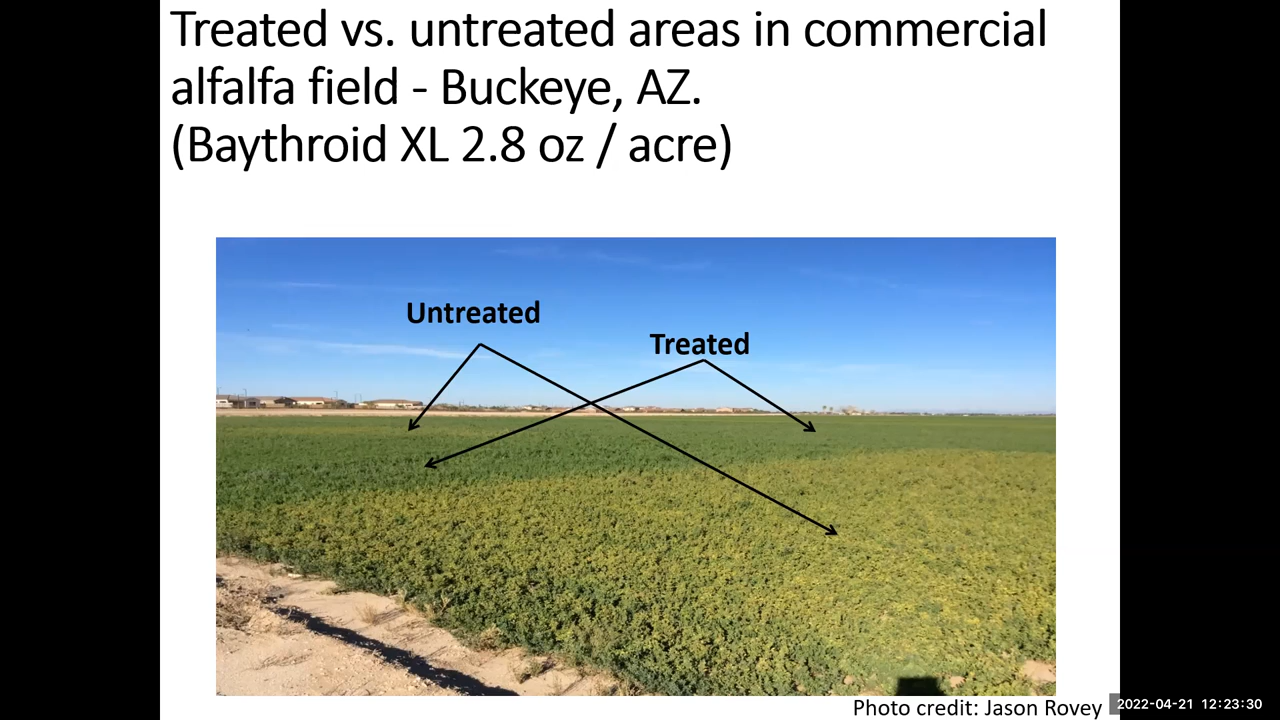 Treated vs. untreated areas in commercial
alfalfa field - Buckeye, AZ.
(Baythroid XL 2.8 oz / acre)
Untreated
Treated
Photo credit: Jason Rovey
2022-04-21 12:23:30